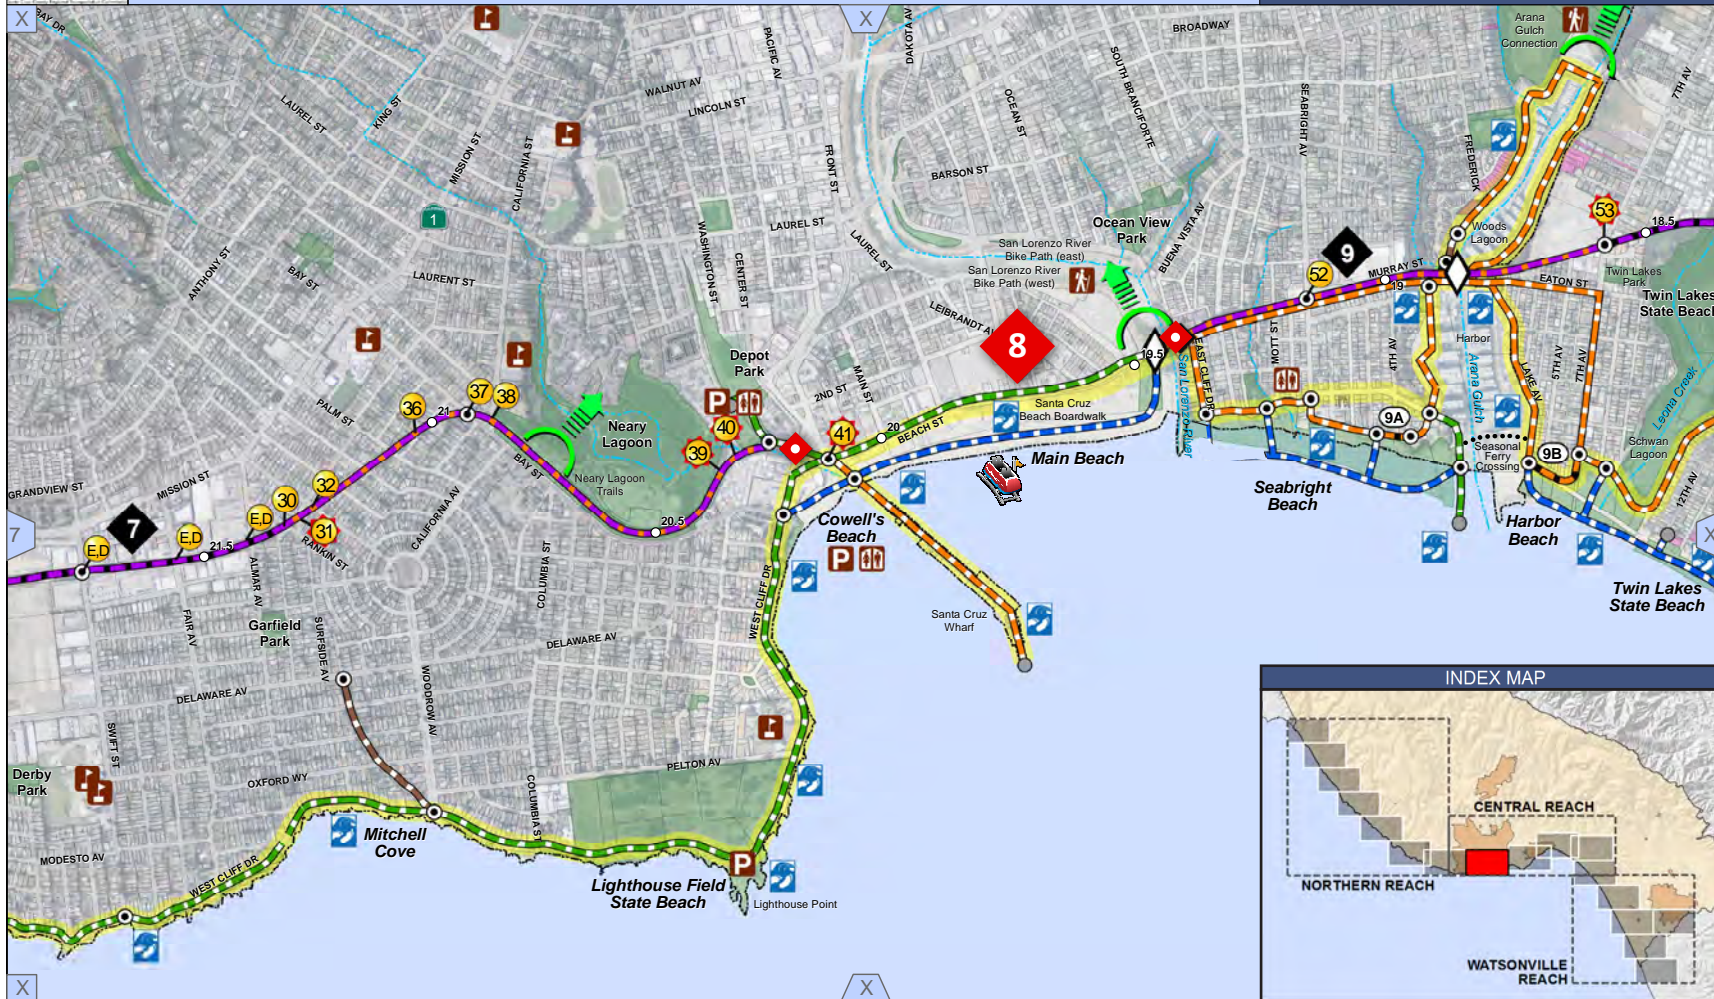 X
X
BAY DR
DAKOTA AV
BROADWAY
Arana
Gulch
Connection
PACIFIC AV
SOUTH BRANCIFORTE
7TH AV
WALNUT AV
LINCOLN ST
LAUREL ST
KING ST
OCEAN ST
SEABRIGHT AV
MISSION ST
CALIFORNIA ST
FRONT ST
FREDERICK
BARSON ST
1
LAUREL ST
WASHINGTON ST
CENTER ST
LAUREL ST
Ocean View
Park
BUENA VISTA AV
San Lorenzo River
Bike Path (east)
San Lorenzo River
Bike Path (west)
Woods
Lagoon
53
18.5
9
ANTHONY ST
BAY ST
LAURENT ST
52
MURRAY ST
19
EATON ST
Twin Lakes
Park
Twin Lakes
State Beach
LEIBRANDT AV
8
19.5
Harbor
MOTT ST
4TH AV
5TH AV
7TH AV
Depot
Park
MAIN ST
2ND ST
EAST CLIFF DR
San Lorenzo River
Arana Gulch
LAKE AV
Leona Creek
P
Santa Cruz
Beach Boardwalk
37
36
21
38
PALM ST
Neary
Lagoon
40
41
20
BEACH ST
9A
Schwan
Lagoon
39
Main Beach
Seasonal
Ferry
Crossing
9B
12TH AV
BAY ST
Neary Lagoon
Trails
GRANDVIEW ST
MISSION ST
32
30
E,D
31
Seabright
Beach
Harbor
Beach
7
7
E,D
E,D
21.5
RANKIN ST
CALIFORNIA AV
20.5
Cowell's
Beach
P
X
ALMAR AV
COLUMBIA ST
WEST CLIFF DR
Twin Lakes
State Beach
FAIR AV
Garfield
Park
SURFSIDE AV
DELAWARE AV
Santa Cruz
Wharf
DELAWARE AV
WOODROW AV
INDEX MAP
SWIFT ST
Derby
Park
OXFORD WY
PELTON AV
COLUMBIA ST
CENTRAL REACH
Mitchell
Cove
MODESTO AV
WEST CLIFF DR
P
Lighthouse Field
State Beach
Lighthouse Point
NORTHERN REACH
WATSONVILLE
REACH
X
X